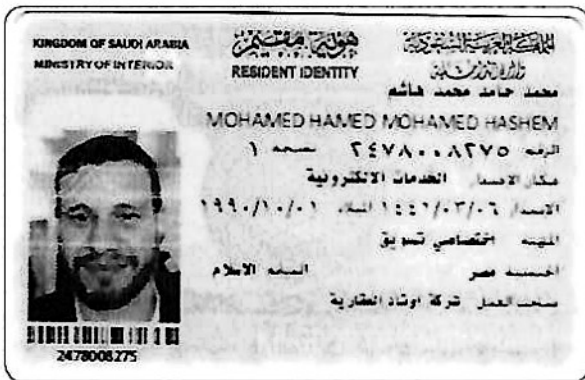 KINGDOM OF SAUDI ARABIA
MINISTRY OF INTERIOR
هوية مقيم
RESIDENT IDENTITY
المملكة العربية السعودية
وزارة الداخلية
محمد حامد محمد هاشم
MOHAMED HAMED MOHAMED HASHEM
الرقم ٢٤٧٨٠٠٨٢٧٥ نسخة ١
مكان الاصدار الخدمات الالكترونية
الاصدار ١٤٤١/٠٣/٠٦ الميلاد ١٩٩٠/١٠/٠١
المهنة اختصاصي تسويق
الجنسية مصر الديانة الاسلام
صاحب العمل شركة اوتاد العقارية
2478008275